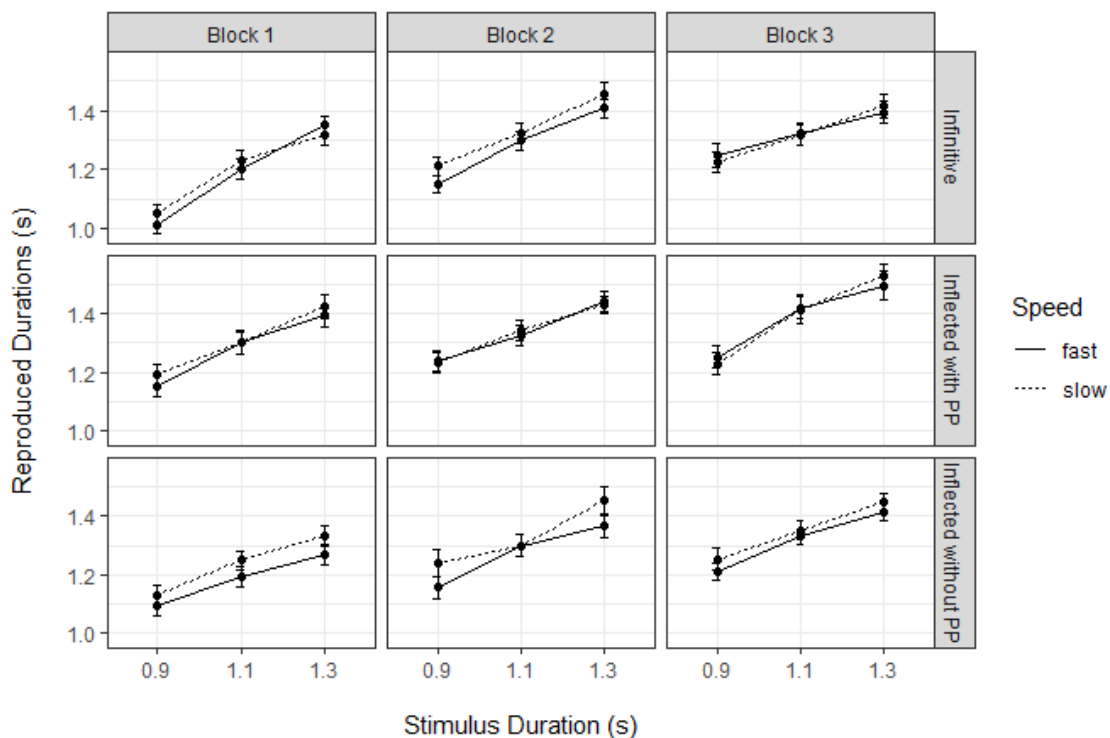 Block 1
Block 2
Block 3
Reproduced Durations (s)
1.4
1.2
1.0
Infinitive
1.4
1.2
1.0
Inflected with PP
1.4
1.2
1.0
Inflected without PP
0.9
1.1
1.3
0.9
1.1
1.3
0.9
1.1
1.3
Stimulus Duration (s)
Speed
fast
slow